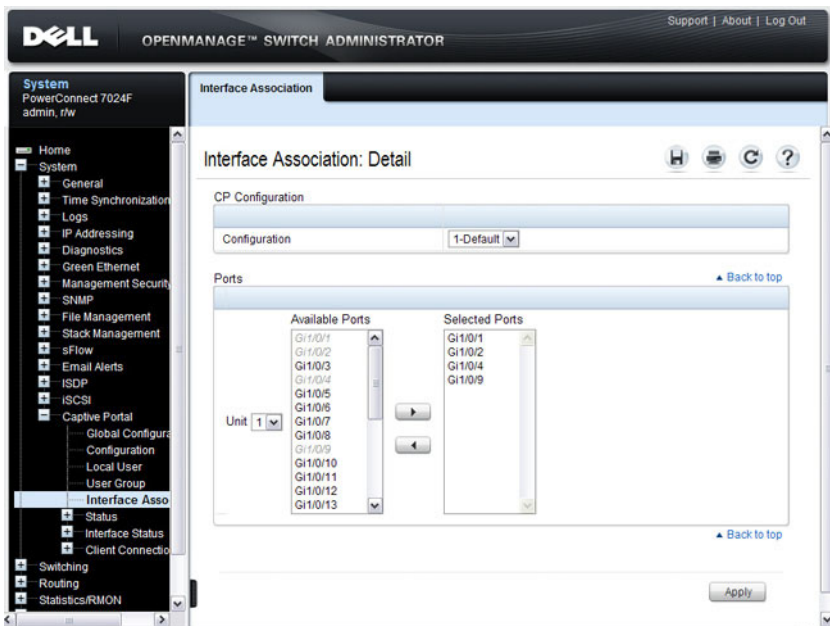 Support | About | Log Out
DELL OPENMANAGE™ SWITCH ADMINISTRATOR
System
PowerConnect 7024F
admin, r/w
Home
System
General
Time Synchronization
Logs
IP Addressing
Diagnostics
Green Ethernet
Management Security
SNMP
File Management
Stack Management
sFlow
Email Alerts
ISDP
iSCSI
Captive Portal
Global Configura
Configuration
Local User
User Group
Interface Asso
Status
Interface Status
Client Connectio
Switching
Routing
Statistics/RMON
Interface Association
Interface Association: Detail
CP Configuration
Configuration 1-Default
Ports
Back to top
Available Ports
Gi1/0/1
Gi1/0/2
Gi1/0/3
Gi1/0/4
Gi1/0/5
Gi1/0/6
Gi1/0/7
Gi1/0/8
Gi1/0/9
Gi1/0/10
Gi1/0/11
Gi1/0/12
Gi1/0/13
Unit 1
Selected Ports
Gi1/0/1
Gi1/0/2
Gi1/0/4
Gi1/0/9
Back to top
Apply